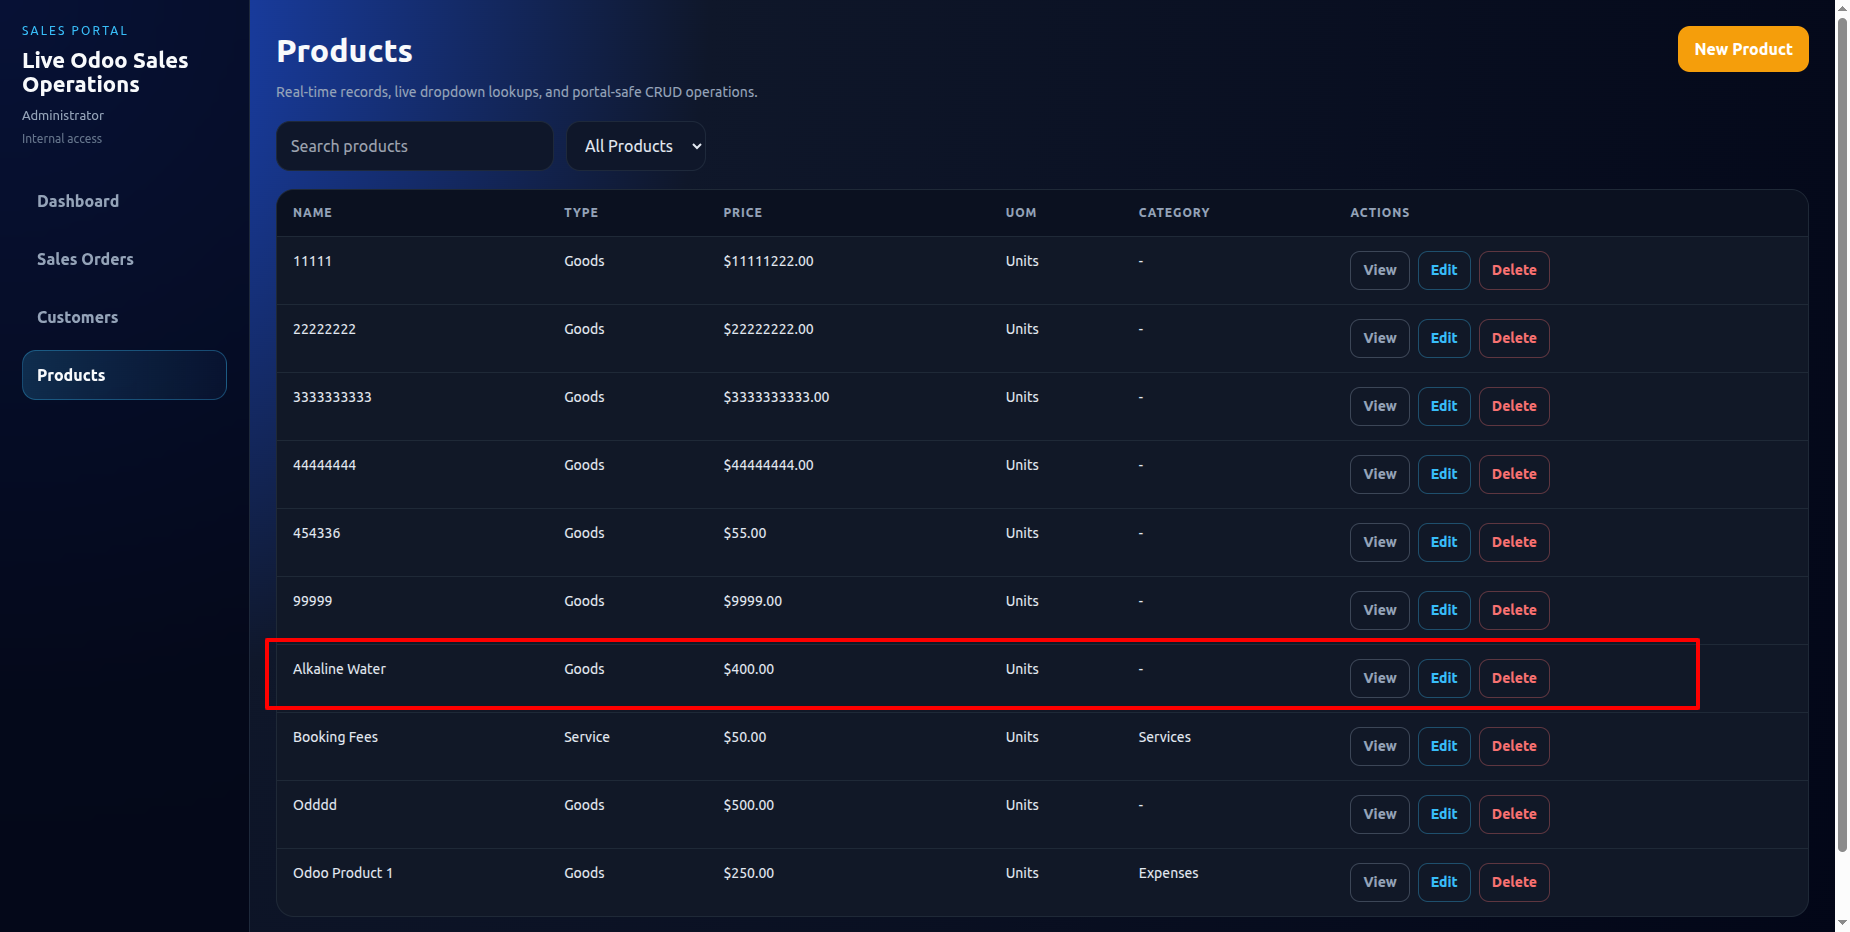 SALES PORTAL
Live Odoo Sales
Operations
Administrator
Internal access
Dashboard
Sales Orders
Customers
Products
Products
New Product
Real-time records, live dropdown lookups, and portal-safe CRUD operations.
Search products
All Products
NAME TYPE PRICE UOM CATEGORY ACTIONS
11111 Goods $11111222.00 Units - View Edit Delete
22222222 Goods $22222222.00 Units - View Edit Delete
3333333333 Goods $3333333333.00 Units - View Edit Delete
44444444 Goods $44444444.00 Units - View Edit Delete
454336 Goods $55.00 Units - View Edit Delete
99999 Goods $9999.00 Units - View Edit Delete
Alkaline Water Goods $400.00 Units - View Edit Delete
Booking Fees Service $50.00 Units Services View Edit Delete
Odddd Goods $500.00 Units - View Edit Delete
Odoo Product 1 Goods $250.00 Units Expenses View Edit Delete